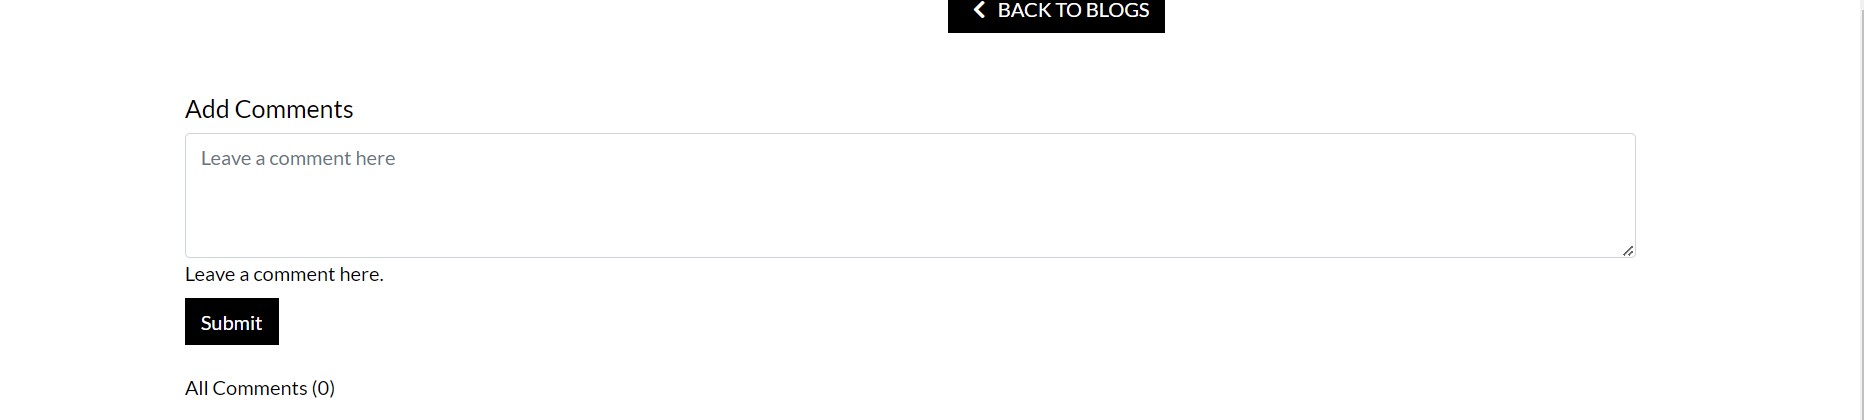 BACK TO BLOGS
Add Comments
Leave a comment here
Leave a comment here.
Submit
All Comments (0)